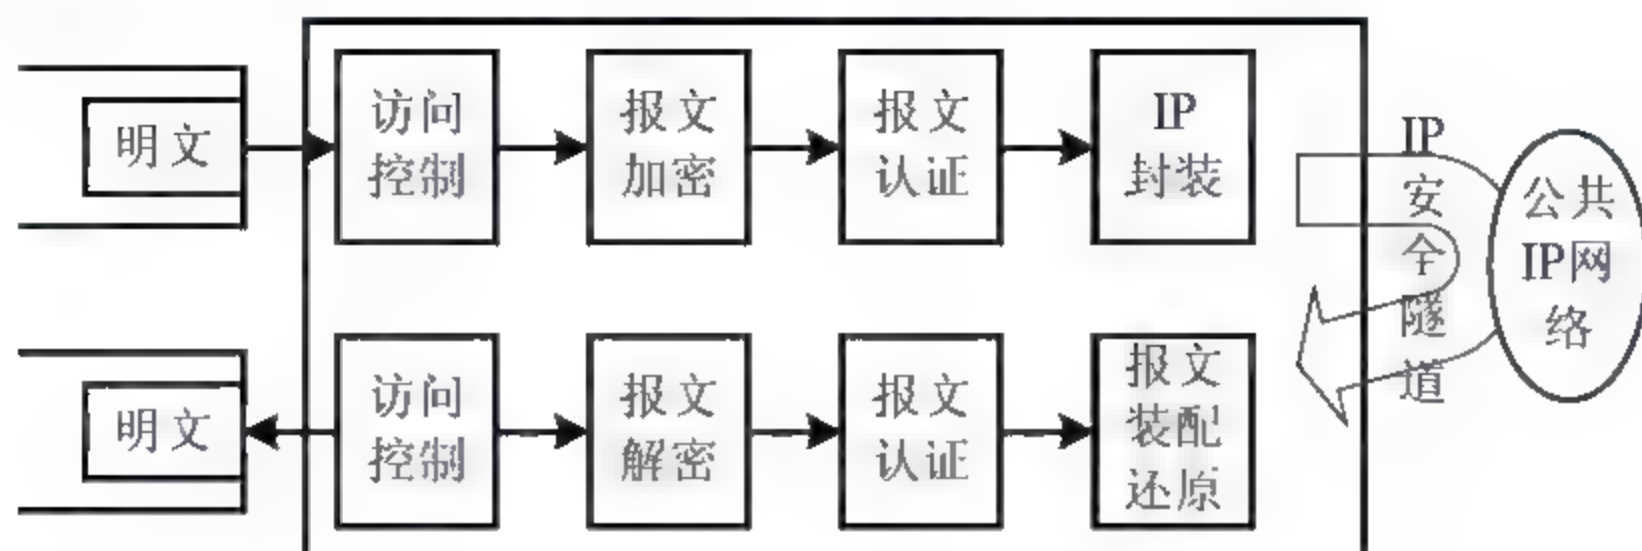 明文
访问
控制
报文
加密
报文
认证
IP
封装
IP
安
全
隧
道
公共
IP网
络
明文
访问
控制
报文
解密
报文
认证
报文
装配
还原